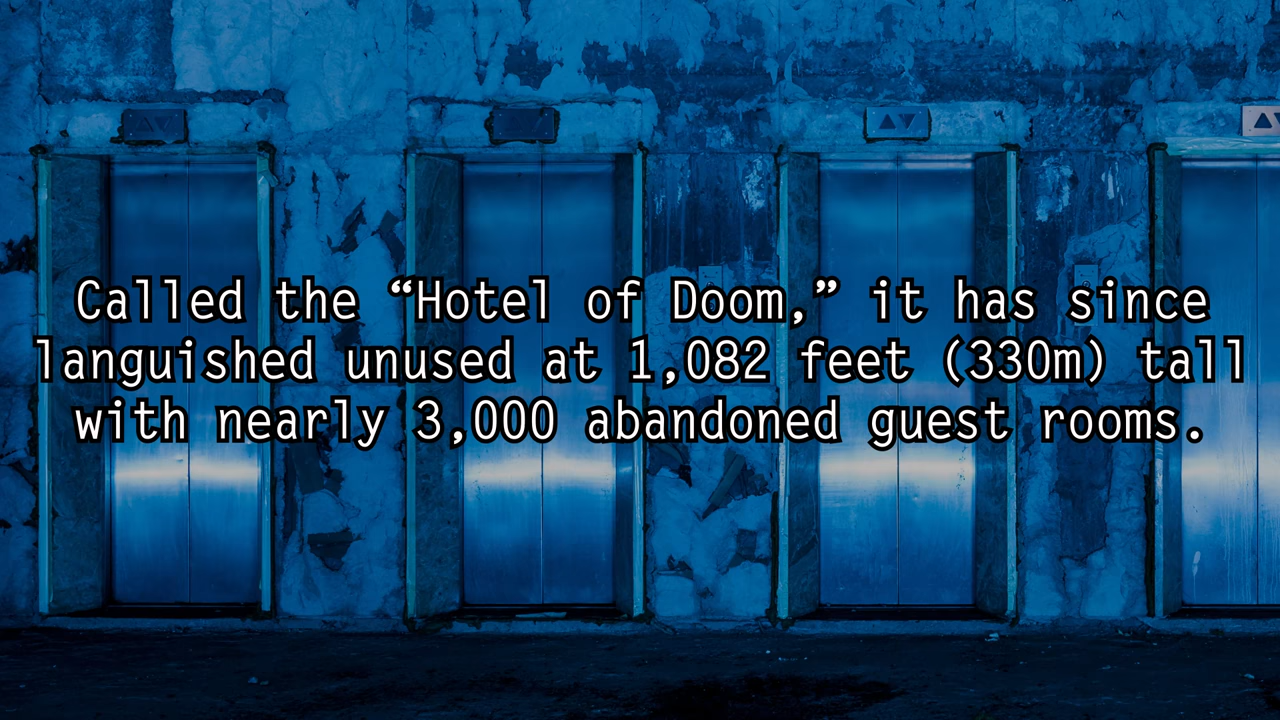 Called the “Hotel of Doom,” it has since
languished unused at 1,082 feet (330m) tall
with nearly 3,000 abandoned guest rooms.